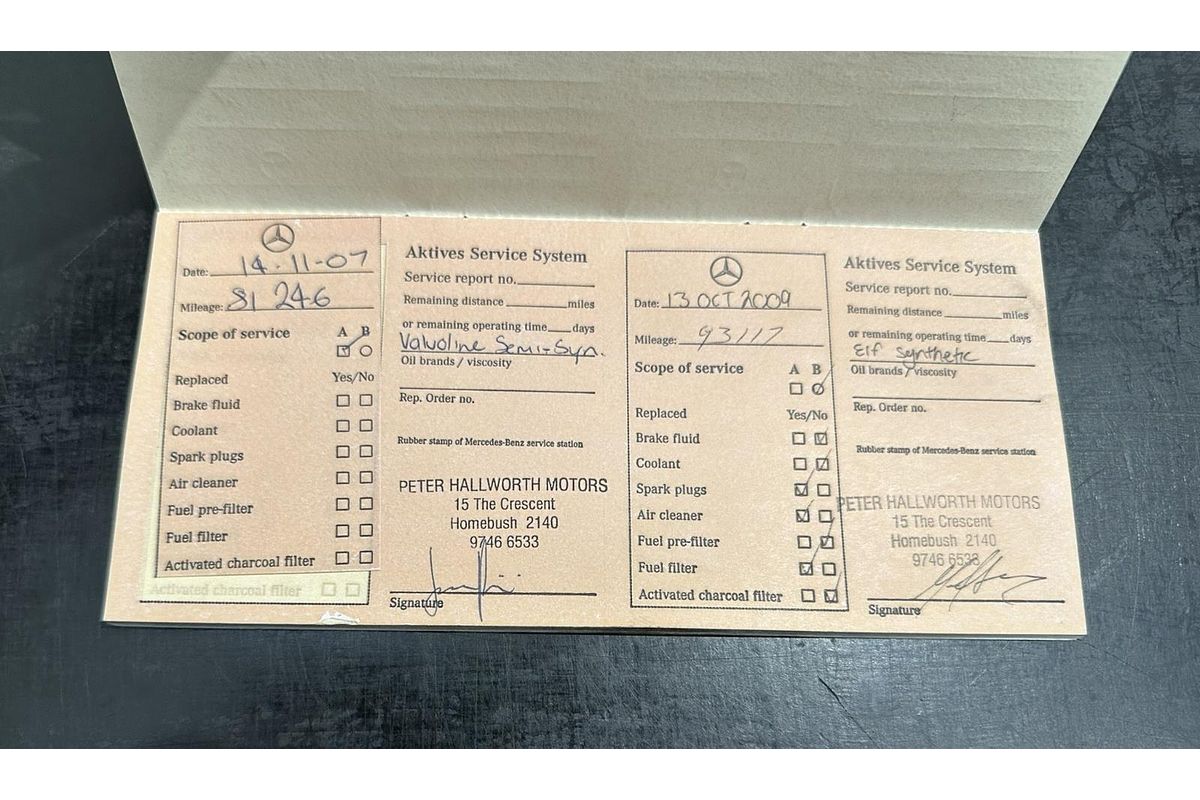 Date: 14-11-07
Mileage: 81 246
Scope of service A B
Replaced Yes/No
Brake fluid
Coolant
Spark plugs
Air cleaner
Fuel pre-filter
Fuel filter
Activated charcoal filter
Activated charcoal filter
Aktives Service System
Service report no.
Remaining distance miles
or remaining operating time days
Valvoline Semi-Syn.
Oil brands / viscosity
Rep. Order no.
Rubber stamp of Mercedes-Benz service station
PETER HALLWORTH MOTORS
15 The Crescent
Homebush 2140
9746 6533
Signature
Date: 13 OCT 2009
Mileage: 93117
Scope of service A B
Replaced Yes/No
Brake fluid
Coolant
Spark plugs
Air cleaner
Fuel pre-filter
Fuel filter
Activated charcoal filter
Aktives Service System
Service report no.
Remaining distance miles
or remaining operating time days
Elf synthetic
Oil brands / viscosity
Rep. Order no.
Rubber stamp of Mercedes-Benz service station
PETER HALLWORTH MOTORS
15 The Crescent
Homebush 2140
9746 6533
Signature